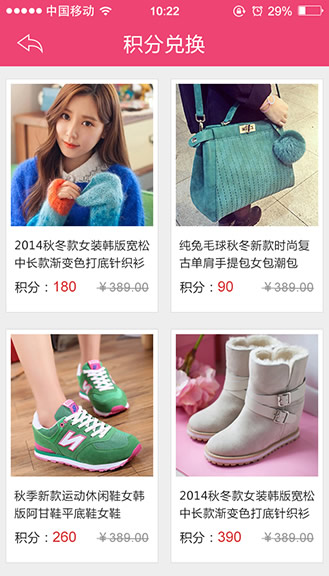 中国移动 10:22 29%
积分兑换
2014秋冬款女装韩版宽松
中长款渐变色打底针织衫
积分：180 ￥389.00
纯兔毛球秋冬新款时尚复
古单肩手提包女包潮包
积分：90 ￥389.00
秋季新款运动休闲鞋女韩
版阿甘鞋平底鞋女鞋
积分：260 ￥389.00
2014秋冬款女装韩版宽松
中长款渐变色打底针织衫
积分：390 ￥389.00